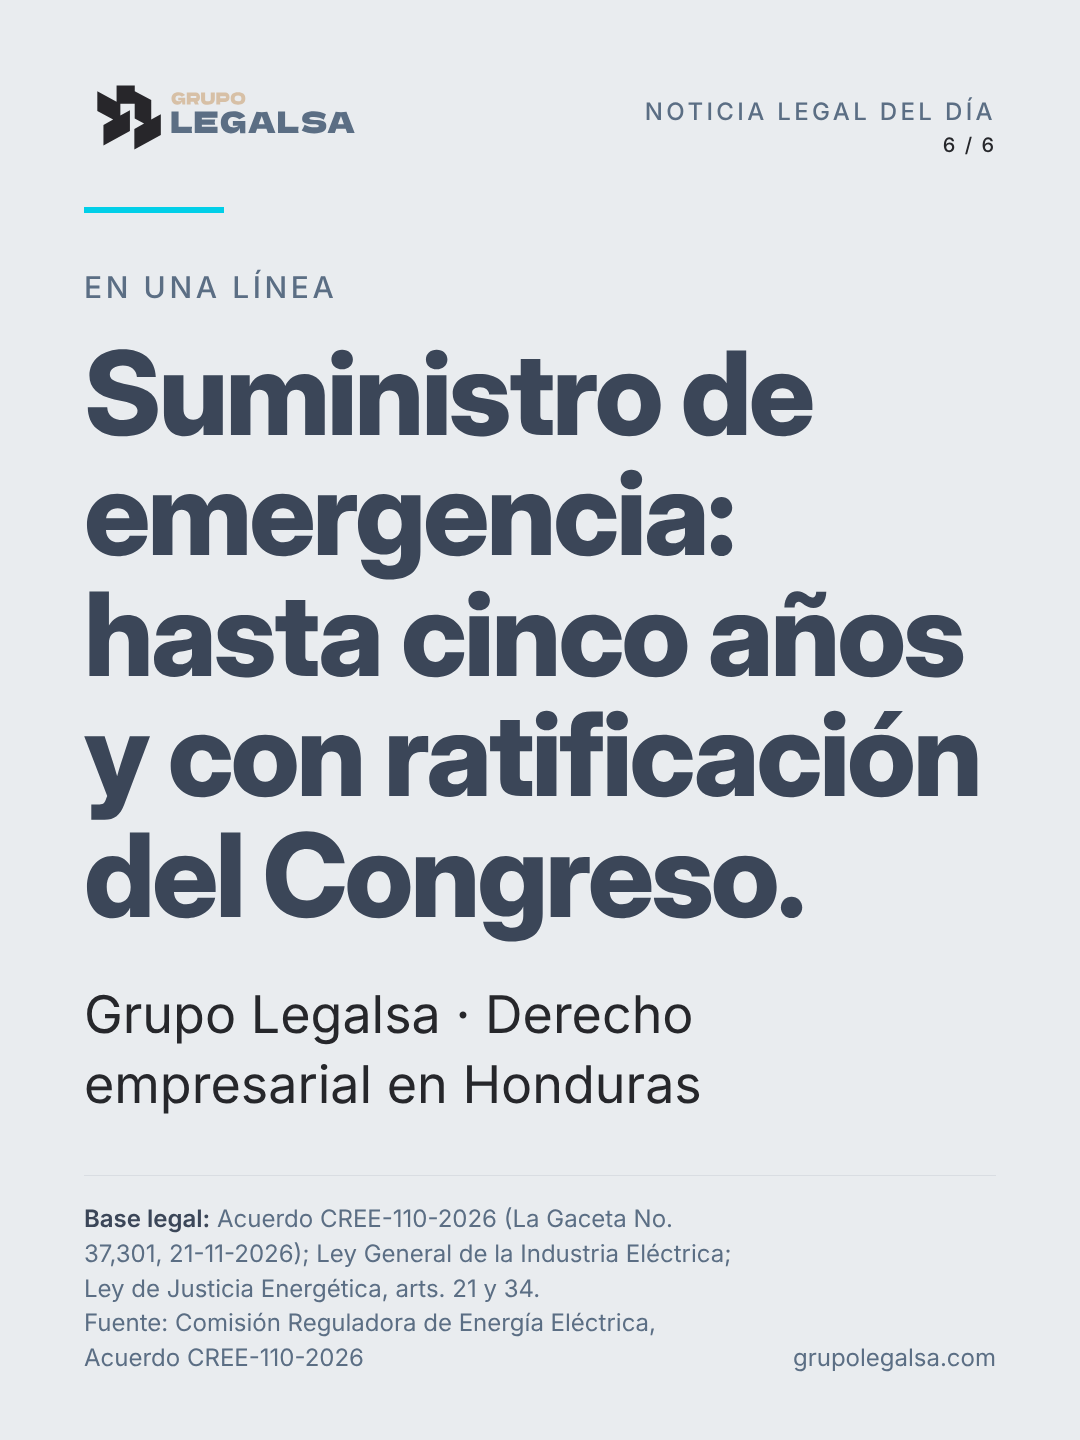 GRUPO
LEGALSA
NOTICIA LEGAL DEL DÍA
6 / 6
EN UNA LÍNEA
Suministro de
emergencia:
hasta cinco años
y con ratificación
del Congreso.
Grupo Legalsa · Derecho
empresarial en Honduras
Base legal: Acuerdo CREE-110-2026 (La Gaceta No.
37,301, 21-11-2026); Ley General de la Industria Eléctrica;
Ley de Justicia Energética, arts. 21 y 34.
Fuente: Comisión Reguladora de Energía Eléctrica,
Acuerdo CREE-110-2026
grupolegalsa.com